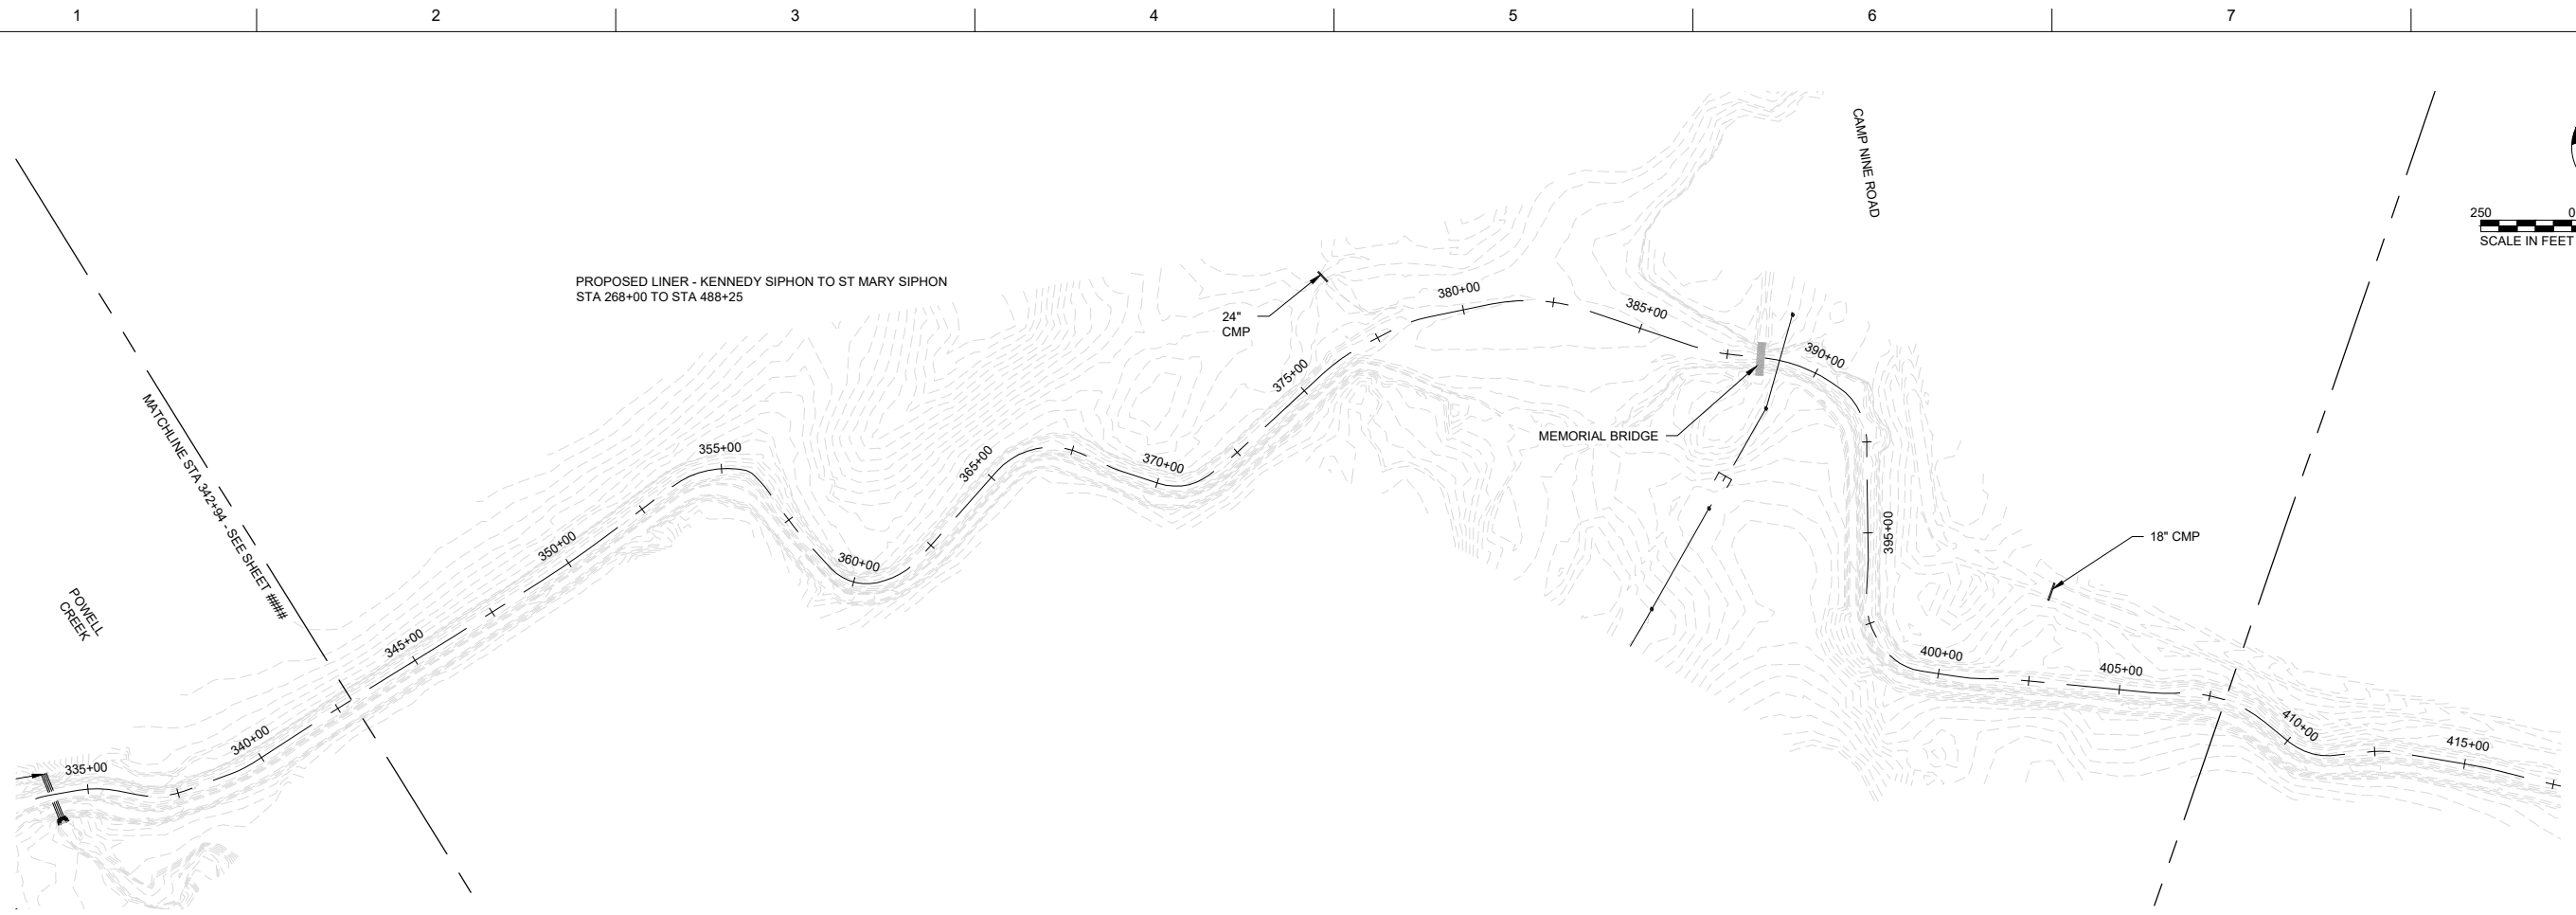 1 2 3 4 5 6 7
CAMP NINE ROAD
250 0
SCALE IN FEET
PROPOSED LINER - KENNEDY SIPHON TO ST MARY SIPHON
STA 268+00 TO STA 488+25
24"
CMP
380+00
385+00
390+00
375+00
MEMORIAL BRIDGE
E
MATCHLINE STA 342+94 - SEE SHEET ####
355+00
365+00
370+00
350+00
360+00
395+00
18" CMP
POWELL
CREEK
345+00
400+00
405+00
340+00
410+00
335+00
415+00